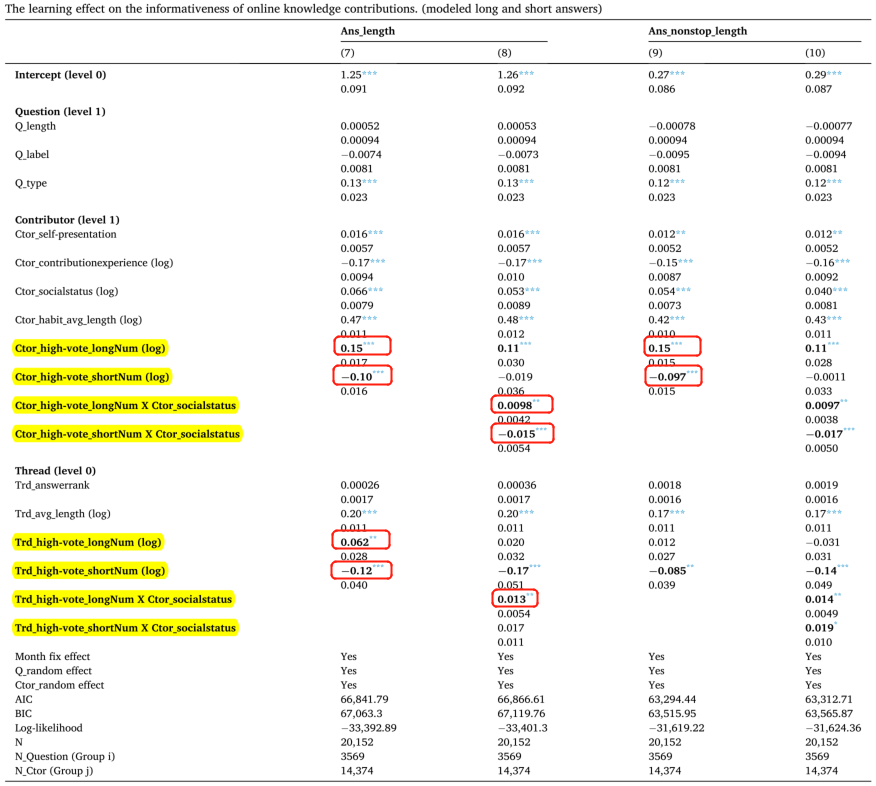 The learning effect on the informativeness of online knowledge contributions. (modeled long and short answers)
Ans_length Ans_nonstop_length
(7) (8) (9) (10)
Intercept (level 0) 1.25*** 1.26*** 0.27*** 0.29***
0.091 0.092 0.086 0.087
Question (level 1)
Q_length 0.00052 0.00053 −0.00078 −0.00077
0.00094 0.00094 0.00094 0.00094
Q_label −0.0074 −0.0073 −0.0095 −0.0094
0.0081 0.0081 0.0081 0.0081
Q_type 0.13*** 0.13*** 0.12*** 0.12***
0.023 0.023 0.023 0.023
Contributor (level 1)
Ctor_self-presentation 0.016*** 0.016*** 0.012** 0.012**
0.0057 0.0057 0.0052 0.0052
Ctor_contributionexperience (log) −0.17*** −0.17*** −0.15*** −0.16***
0.0094 0.010 0.0087 0.0092
Ctor_socialstatus (log) 0.066*** 0.053*** 0.054*** 0.040***
0.0079 0.0089 0.0073 0.0081
Ctor_habit_avg_length (log) 0.47*** 0.48*** 0.42*** 0.43***
0.011 0.012 0.010 0.011
Ctor_high-vote_longNum (log) 0.15*** 0.11*** 0.15*** 0.11***
0.017 0.030 0.015 0.028
Ctor_high-vote_shortNum (log) −0.10*** −0.019 −0.097*** −0.0011
0.016 0.036 0.015 0.033
Ctor_high-vote_longNum X Ctor_socialstatus 0.0098** 0.0097**
0.0042 0.0038
Ctor_high-vote_shortNum X Ctor_socialstatus −0.015*** −0.017***
0.0054 0.0050
Thread (level 0)
Trd_answerrank 0.00026 0.00036 0.0018 0.0019
0.0017 0.0017 0.0016 0.0016
Trd_avg_length (log) 0.20*** 0.20*** 0.17*** 0.17***
0.011 0.011 0.011 0.011
Trd_high-vote_longNum (log) 0.062** 0.020 0.012 −0.031
0.028 0.032 0.027 0.031
Trd_high-vote_shortNum (log) −0.12*** −0.17*** −0.085** −0.14***
0.040 0.051 0.039 0.049
Trd_high-vote_longNum X Ctor_socialstatus 0.013** 0.014**
0.0054 0.0049
Trd_high-vote_shortNum X Ctor_socialstatus 0.017 0.019*
0.011 0.010
Month fix effect Yes Yes Yes Yes
Q_random effect Yes Yes Yes Yes
Ctor_random effect Yes Yes Yes Yes
AIC 66,841.79 66,866.61 63,294.44 63,312.71
BIC 67,063.3 67,119.76 63,515.95 63,565.87
Log-likelihood −33,392.89 −33,401.3 −31,619.22 −31,624.36
N 20,152 20,152 20,152 20,152
N_Question (Group i) 3569 3569 3569 3569
N_Ctor (Group j) 14,374 14,374 14,374 14,374